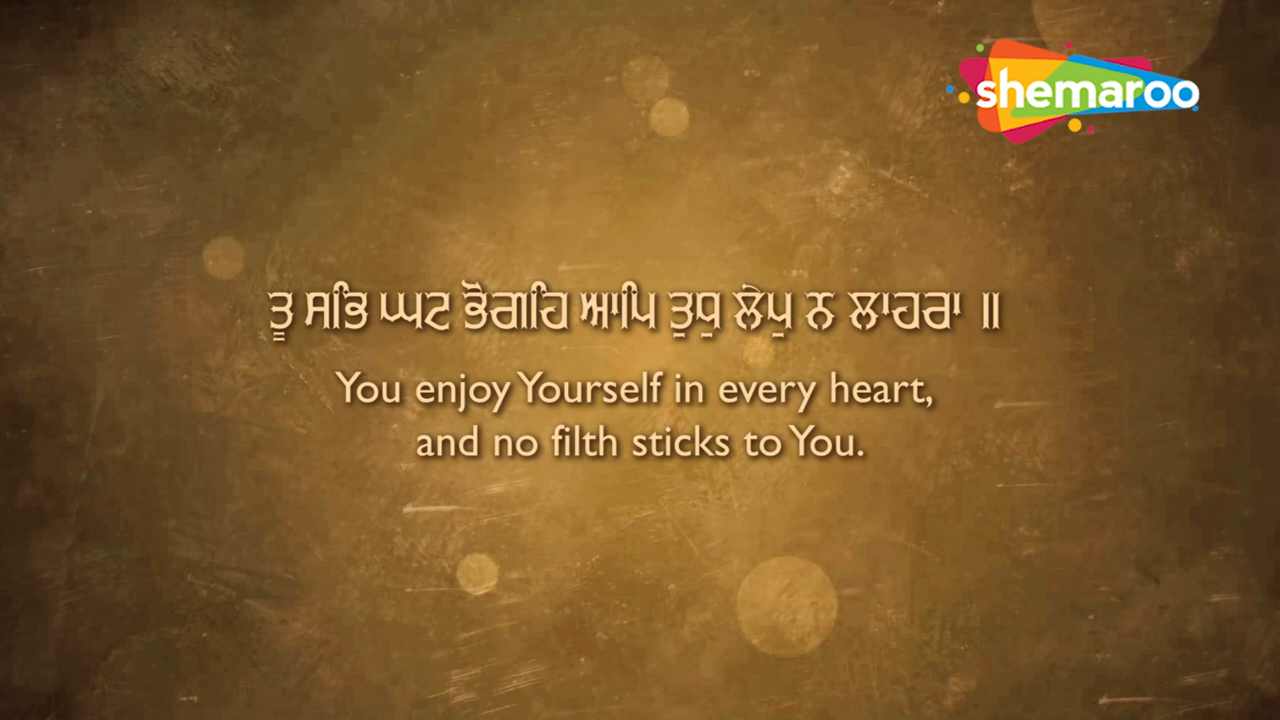 shemaroo
ਤੂ ਸਭਿ ਘਟ ਭੋਗਹਿ ਆਪਿ ਤੁਧੁ ਲੇਪੁ ਨ ਲਾਹਰਾ ॥
You enjoy Yourself in every heart,
and no filth sticks to You.